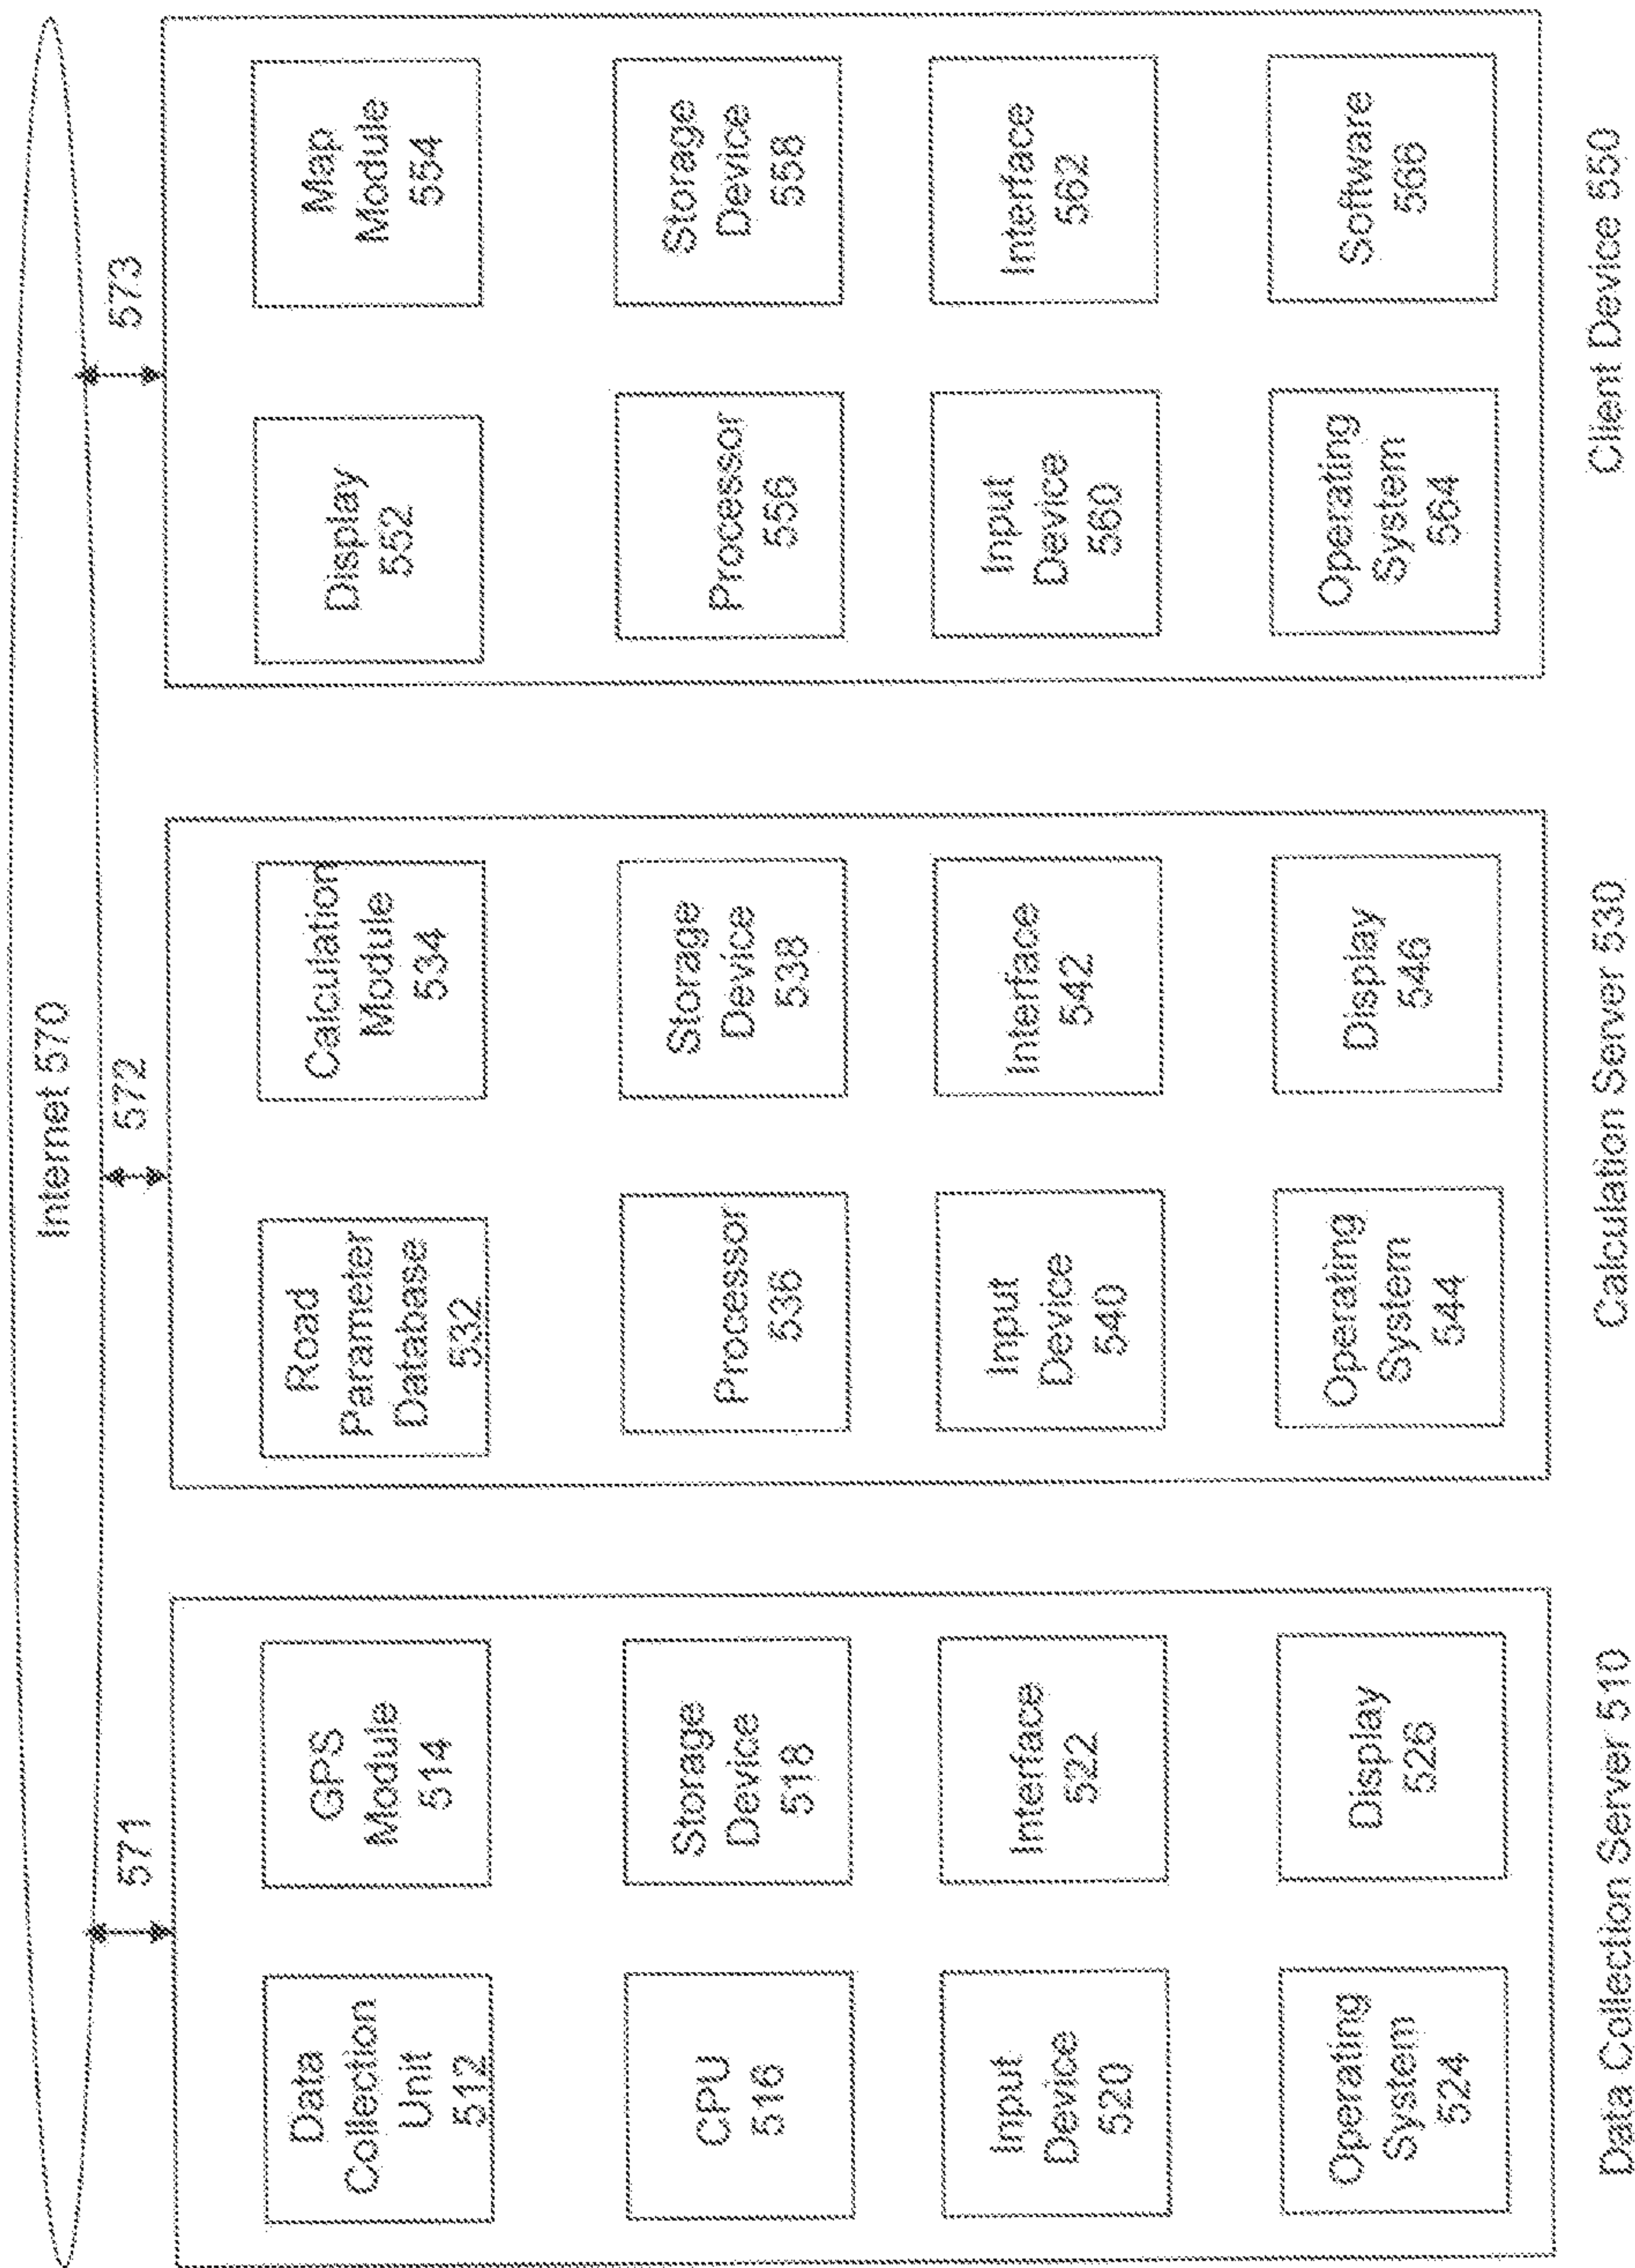 Internet 570
571
572
573
Data
Collection
Unit
512
GPS
Module
514
CPU
516
Storage
Device
518
Input
Device
520
Interface
522
Operating
System
524
Display
526
Data Collection Server 510
Road
Parameter
Database
532
Calculation
Module
534
Processor
536
Storage
Device
538
Input
Device
540
Interface
542
Operating
System
544
Display
546
Calculation Server 530
Display
552
Map
Module
554
Processor
556
Storage
Device
558
Input
Device
560
Interface
562
Operating
System
564
Software
566
Client Device 550